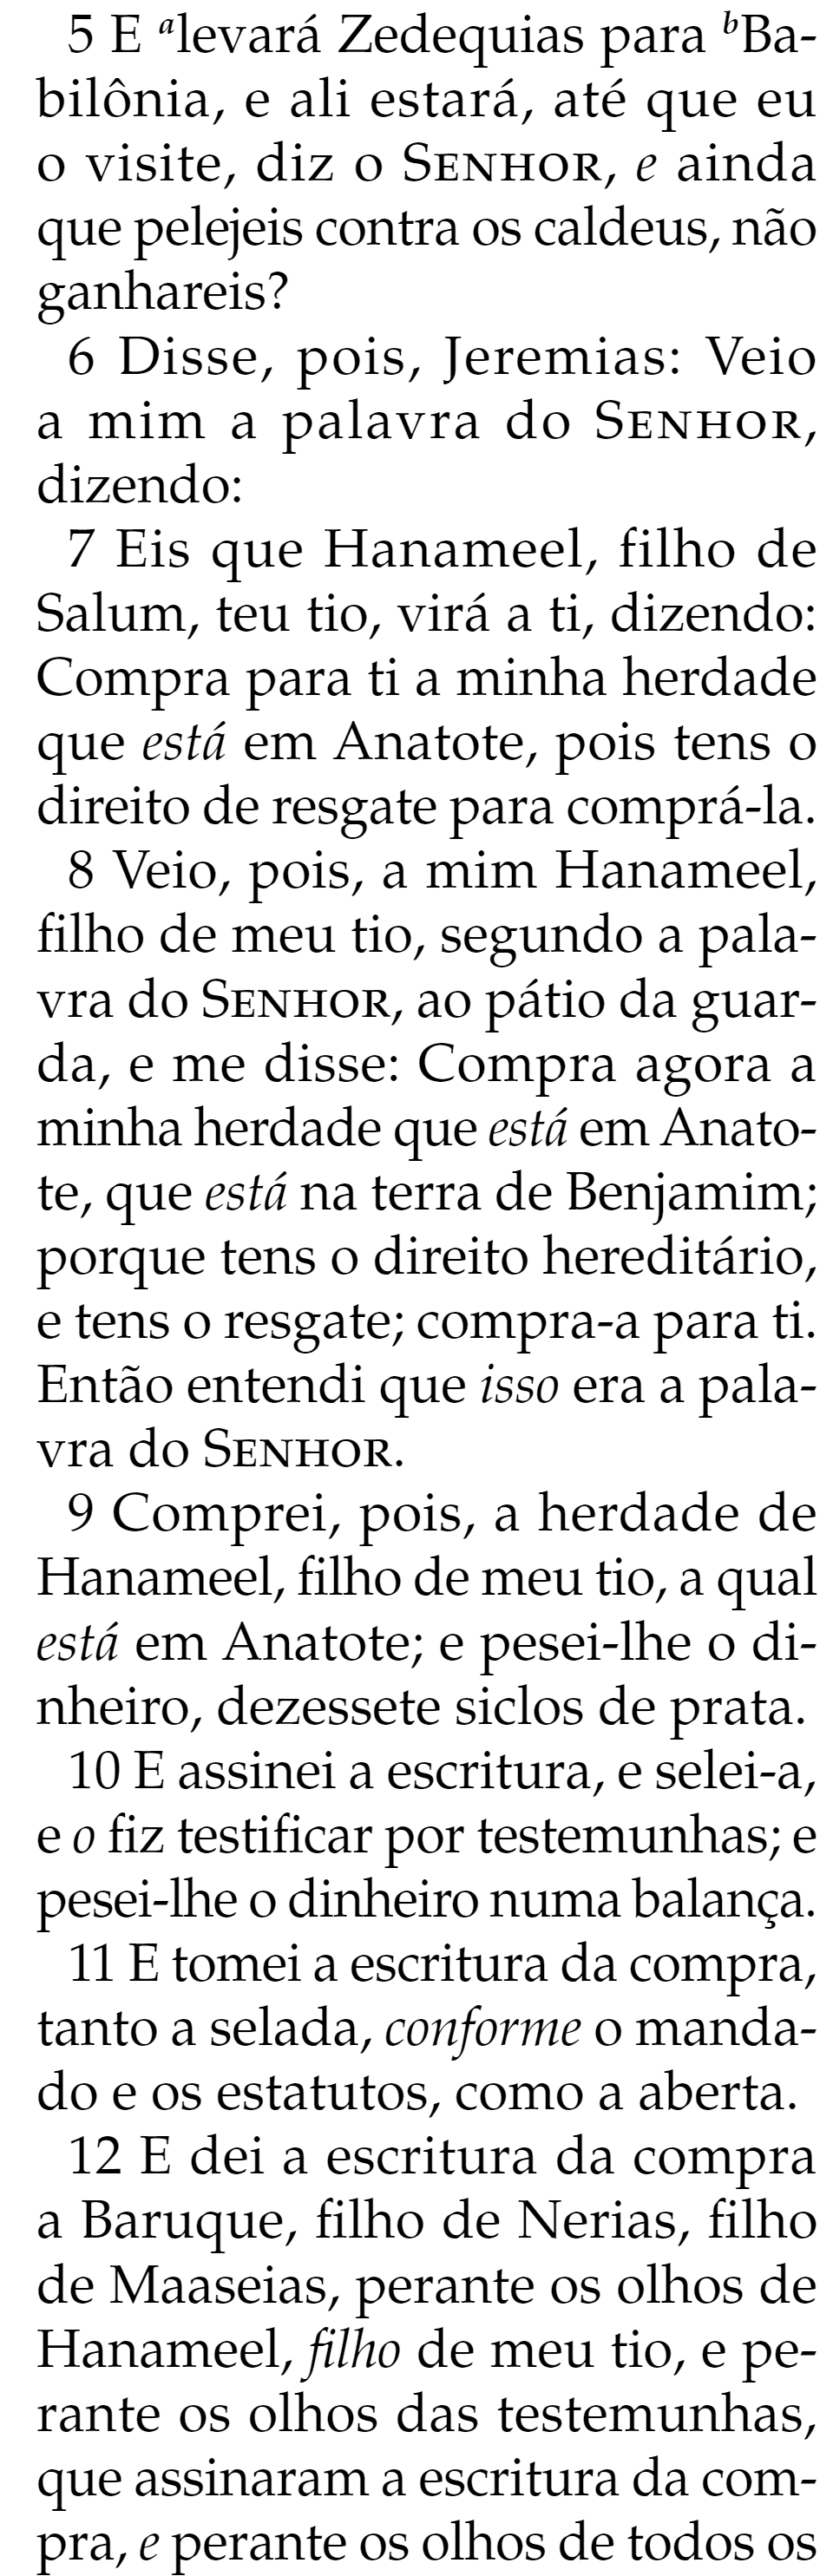 5 E alevará Zedequias para bBa-
bilônia, e ali estará, até que eu
o visite, diz o SENHOR, e ainda
que pelejeis contra os caldeus, não
ganhareis?
6 Disse, pois, Jeremias: Veio
a mim a palavra do SENHOR,
dizendo:
7 Eis que Hanameel, filho de
Salum, teu tio, virá a ti, dizendo:
Compra para ti a minha herdade
que está em Anatote, pois tens o
direito de resgate para comprá-la.
8 Veio, pois, a mim Hanameel,
filho de meu tio, segundo a pala-
vra do SENHOR, ao pátio da guar-
da, e me disse: Compra agora a
minha herdade que está em Anato-
te, que está na terra de Benjamim;
porque tens o direito hereditário,
e tens o resgate; compra-a para ti.
Então entendi que isso era a pala-
vra do SENHOR.
9 Comprei, pois, a herdade de
Hanameel, filho de meu tio, a qual
está em Anatote; e pesei-lhe o di-
nheiro, dezessete siclos de prata.
10 E assinei a escritura, e selei-a,
e o fiz testificar por testemunhas; e
pesei-lhe o dinheiro numa balança.
11 E tomei a escritura da compra,
tanto a selada, conforme o manda-
do e os estatutos, como a aberta.
12 E dei a escritura da compra
a Baruque, filho de Nerias, filho
de Maaseias, perante os olhos de
Hanameel, filho de meu tio, e pe-
rante os olhos das testemunhas,
que assinaram a escritura da com-
pra, e perante os olhos de todos os